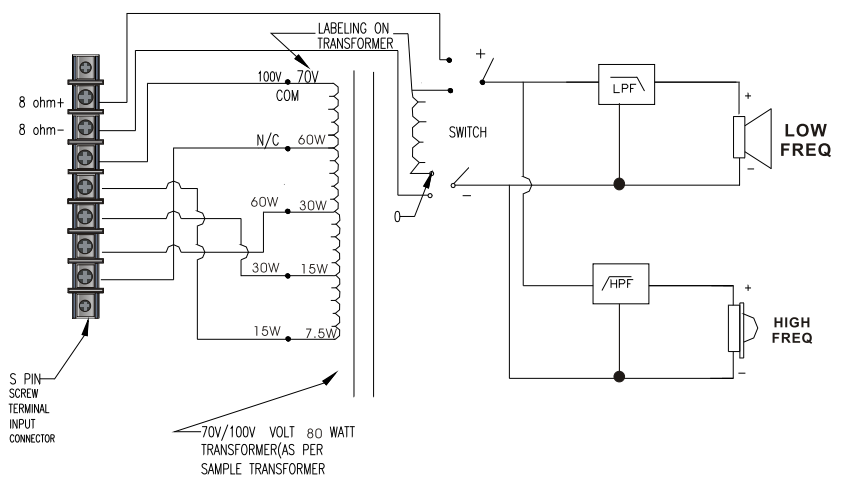 LABELING ON
TRANSFORMER
+
100V 70V
COM
8 ohm+
8 ohm-
N/C 60W
SWITCH
LPF
+
LOW
FREQ
-
60W 30W
-
0
30W 15W
/HPF
+
HIGH
FREQ
15W 7.5W
-
S PIN
SCREW
TERMINAL
INPUT
CONNECTOR
70V/100V VOLT 80 WATT
TRANSFORMER(AS PER
SAMPLE TRANSFORMER